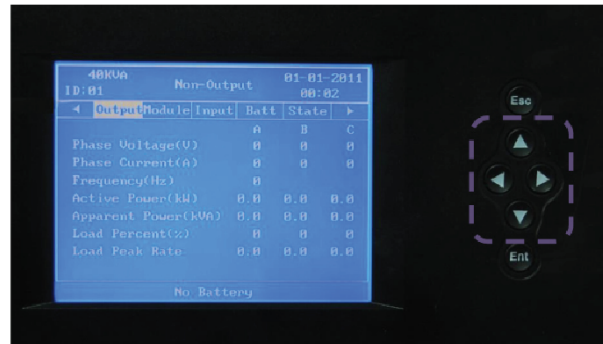 40KVA Non-Output 01-01-2011
ID:01 00:02
Output Module Input Batt State
A B C
Phase Voltage(V) 0 0 0
Phase Current(A) 0 0 0
Frequency(Hz) 0
Active Power(kW) 0.0 0.0 0.0
Apparent Power(kVA) 0.0 0.0 0.0
Load Percent(%) 0 0 0
Load Peak Rate 0.0 0.0 0.0
No Battery
Esc
Ent